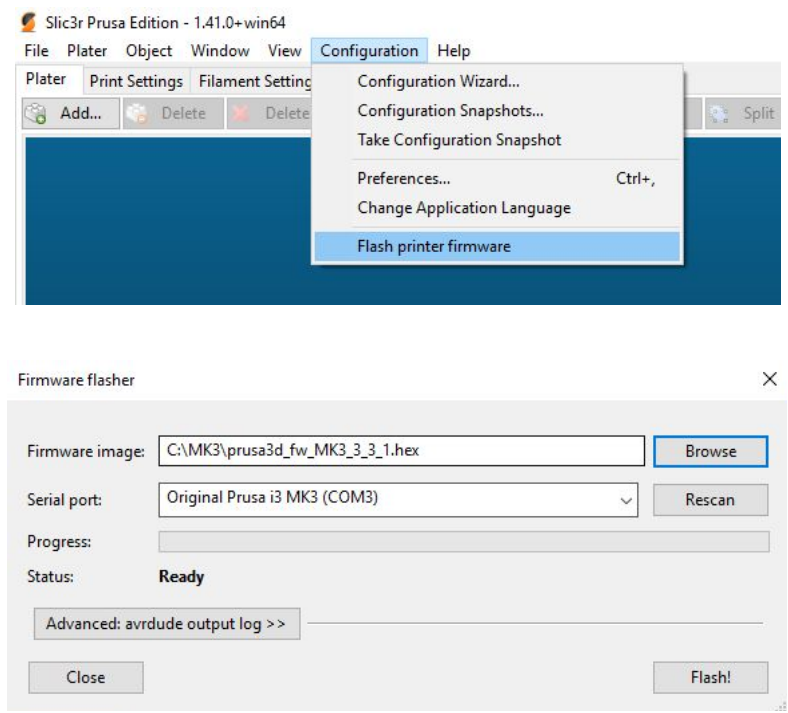 Slic3r Prusa Edition - 1.41.0+win64
File Plater Object Window View Configuration Help
Plater Print Settings Filament Setting
Add... Delete Delete Split
Configuration Wizard...
Configuration Snapshots...
Take Configuration Snapshot
Preferences... Ctrl+,
Change Application Language
Flash printer firmware
Firmware flasher
Firmware image: C:\MK3\prusa3d_fw_MK3_3_3_1.hex Browse
Serial port: Original Prusa i3 MK3 (COM3) Rescan
Progress:
Status: Ready
Advanced: avrdude output log >>
Close Flash!